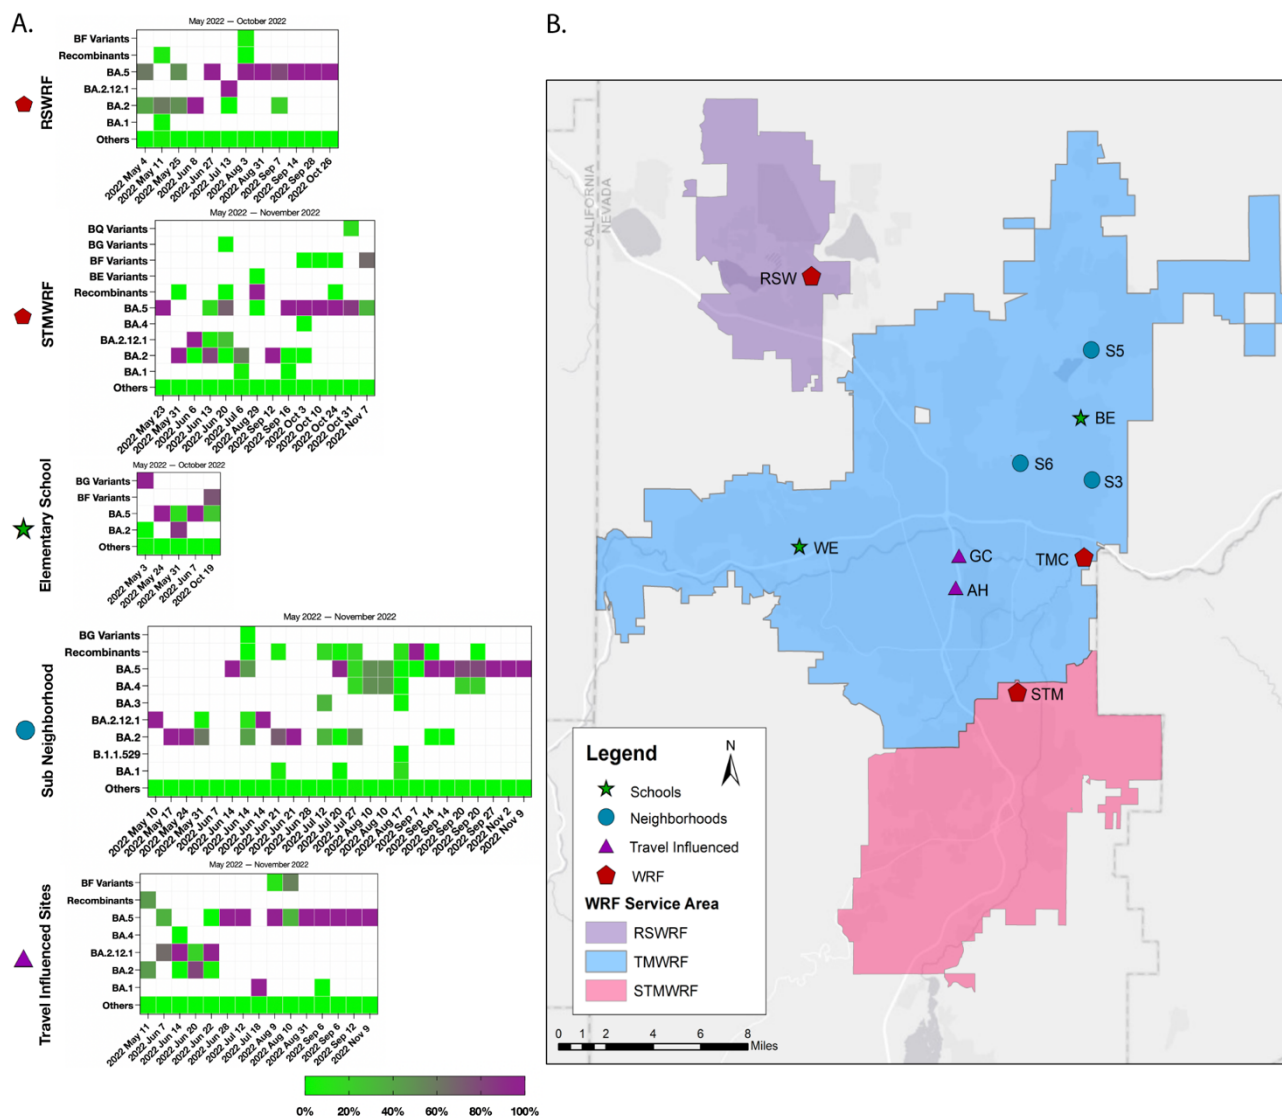 A.
B.
RSWRF
May 2022 — October 2022
BF Variants
Recombinants
BA.5
BA.2.12.1
BA.2
BA.1
Others
2022 May 4
2022 May 11
2022 May 25
2022 Jun 6
2022 Jun 27
2022 Jul 13
2022 Aug 3
2022 Aug 31
2022 Sep 7
2022 Sep 14
2022 Sep 28
2022 Oct 26
STMWRF
May 2022 — November 2022
BQ Variants
BG Variants
BF Variants
BE Variants
Recombinants
BA.5
BA.4
BA.2.12.1
BA.2
BA.1
Others
2022 May 23
2022 May 31
2022 Jun 6
2022 Jun 13
2022 Jun 20
2022 Jul 6
2022 Aug 29
2022 Sep 12
2022 Sep 16
2022 Oct 3
2022 Oct 10
2022 Oct 24
2022 Oct 31
2022 Nov 7
Elementary School
May 2022 — October 2022
BG Variants
BF Variants
BA.5
BA.2
Others
2022 May 3
2022 May 24
2022 May 31
2022 Jun 7
2022 Oct 19
Sub Neighborhood
May 2022 — November 2022
BG Variants
Recombinants
BA.5
BA.4
BA.3
BA.2.12.1
BA.2
B.1.1.529
BA.1
Others
2022 May 10
2022 May 17
2022 May 24
2022 May 31
2022 Jun 7
2022 Jun 14
2022 Jun 14
2022 Jun 14
2022 Jun 21
2022 Jun 21
2022 Jun 28
2022 Jul 12
2022 Jul 20
2022 Jul 27
2022 Aug 10
2022 Aug 10
2022 Aug 17
2022 Sep 7
2022 Sep 14
2022 Sep 14
2022 Sep 20
2022 Sep 20
2022 Sep 27
2022 Nov 2
2022 Nov 9
Travel Influenced Sites
May 2022 — November 2022
BF Variants
Recombinants
BA.5
BA.4
BA.2.12.1
BA.2
BA.1
Others
2022 May 11
2022 Jun 7
2022 Jun 14
2022 Jun 20
2022 Jun 22
2022 Jun 28
2022 Jul 12
2022 Jul 18
2022 Aug 9
2022 Aug 10
2022 Aug 31
2022 Sep 6
2022 Sep 6
2022 Sep 12
2022 Nov 9
0% 20% 40% 60% 80% 100%
CALIFORNIA
NEVADA
RSW
S5
BE
S6
S3
WE
GC
TMC
AH
STM
Legend
N
Schools
Neighborhoods
Travel Influenced
WRF
WRF Service Area
RSWRF
TMWRF
STMWRF
0 1 2 4 6 8
Miles